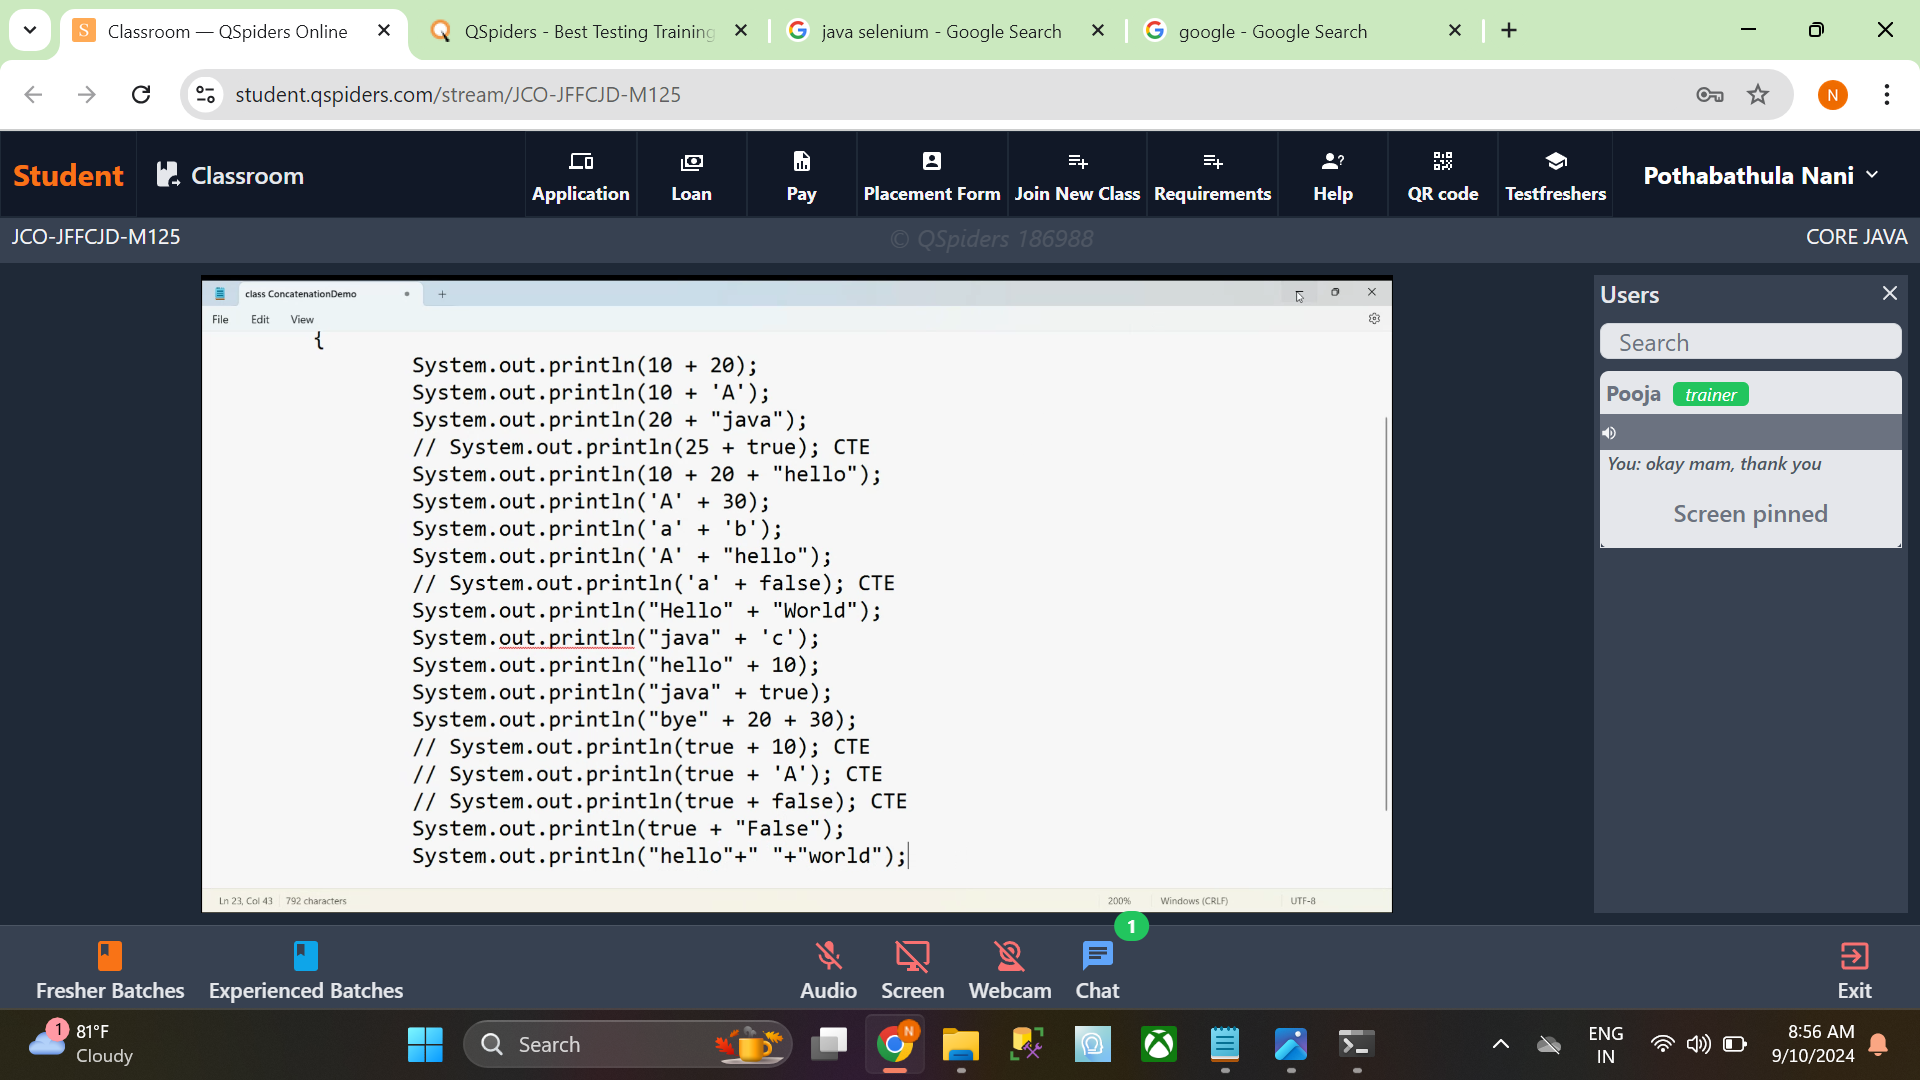 Classroom — QSpiders Online
QSpiders - Best Testing Training
java selenium - Google Search
google - Google Search
student.qspiders.com/stream/JCO-JFFCJD-M125
N
Student
Classroom
Application
Loan
Pay
Placement Form
Join New Class
Requirements
Help
QR code
Testfreshers
Pothabathula Nani
JCO-JFFCJD-M125
© QSpiders 186988
CORE JAVA
class ConcatenationDemo
File Edit View
{
System.out.println(10 + 20);
System.out.println(10 + 'A');
System.out.println(20 + "java");
// System.out.println(25 + true); CTE
System.out.println(10 + 20 + "hello");
System.out.println('A' + 30);
System.out.println('a' + 'b');
System.out.println('A' + "hello");
// System.out.println('a' + false); CTE
System.out.println("Hello" + "World");
System.out.println("java" + 'c');
System.out.println("hello" + 10);
System.out.println("java" + true);
System.out.println("bye" + 20 + 30);
// System.out.println(true + 10); CTE
// System.out.println(true + 'A'); CTE
// System.out.println(true + false); CTE
System.out.println(true + "False");
System.out.println("hello"+" "+"world");
Ln 23, Col 43 792 characters 200% Windows (CRLF) UTF-8
Users
Search
Pooja trainer
You: okay mam, thank you
Screen pinned
Fresher Batches
Experienced Batches
Audio
Screen
Webcam
Chat
1
Exit
1
81°F
Cloudy
Search
N
ENG
IN
8:56 AM
9/10/2024